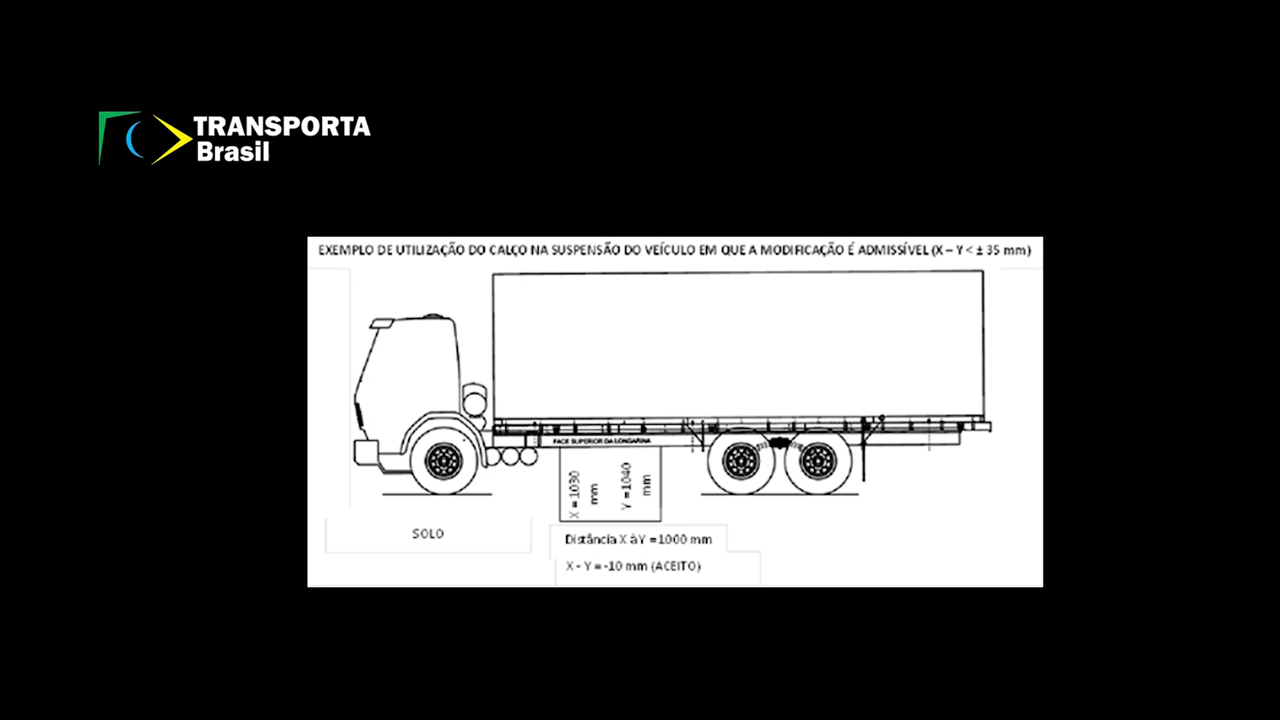 TRANSPORTA
Brasil
EXEMPLO DE UTILIZAÇÃO DO CALÇO NA SUSPENSÃO DO VEÍCULO EM QUE A MODIFICAÇÃO É ADMISSÍVEL (X – Y < ± 35 mm)
FACE SUPERIOR DA LONGARINA
X = 1030
mm
Y = 1040
mm
SOLO
Distância X à Y = 1000 mm
X - Y = -10 mm (ACEITO)